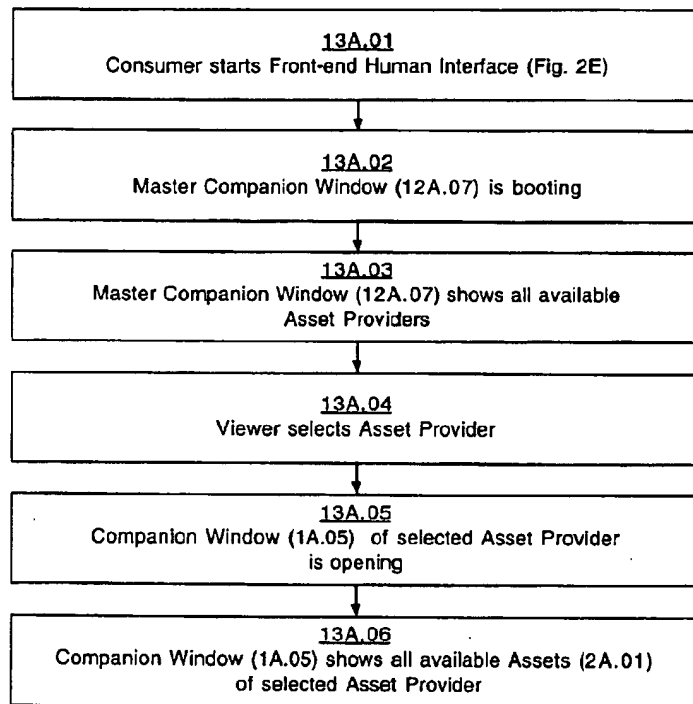 13A.01
Consumer starts Front-end Human Interface (Fig. 2E)
13A.02
Master Companion Window (12A.07) is booting
13A.03
Master Companion Window (12A.07) shows all available
Asset Providers
13A.04
Viewer selects Asset Provider
13A.05
Companion Window (1A.05) of selected Asset Provider
is opening
13A.06
Companion Window (1A.05) shows all available Assets (2A.01)
of selected Asset Provider